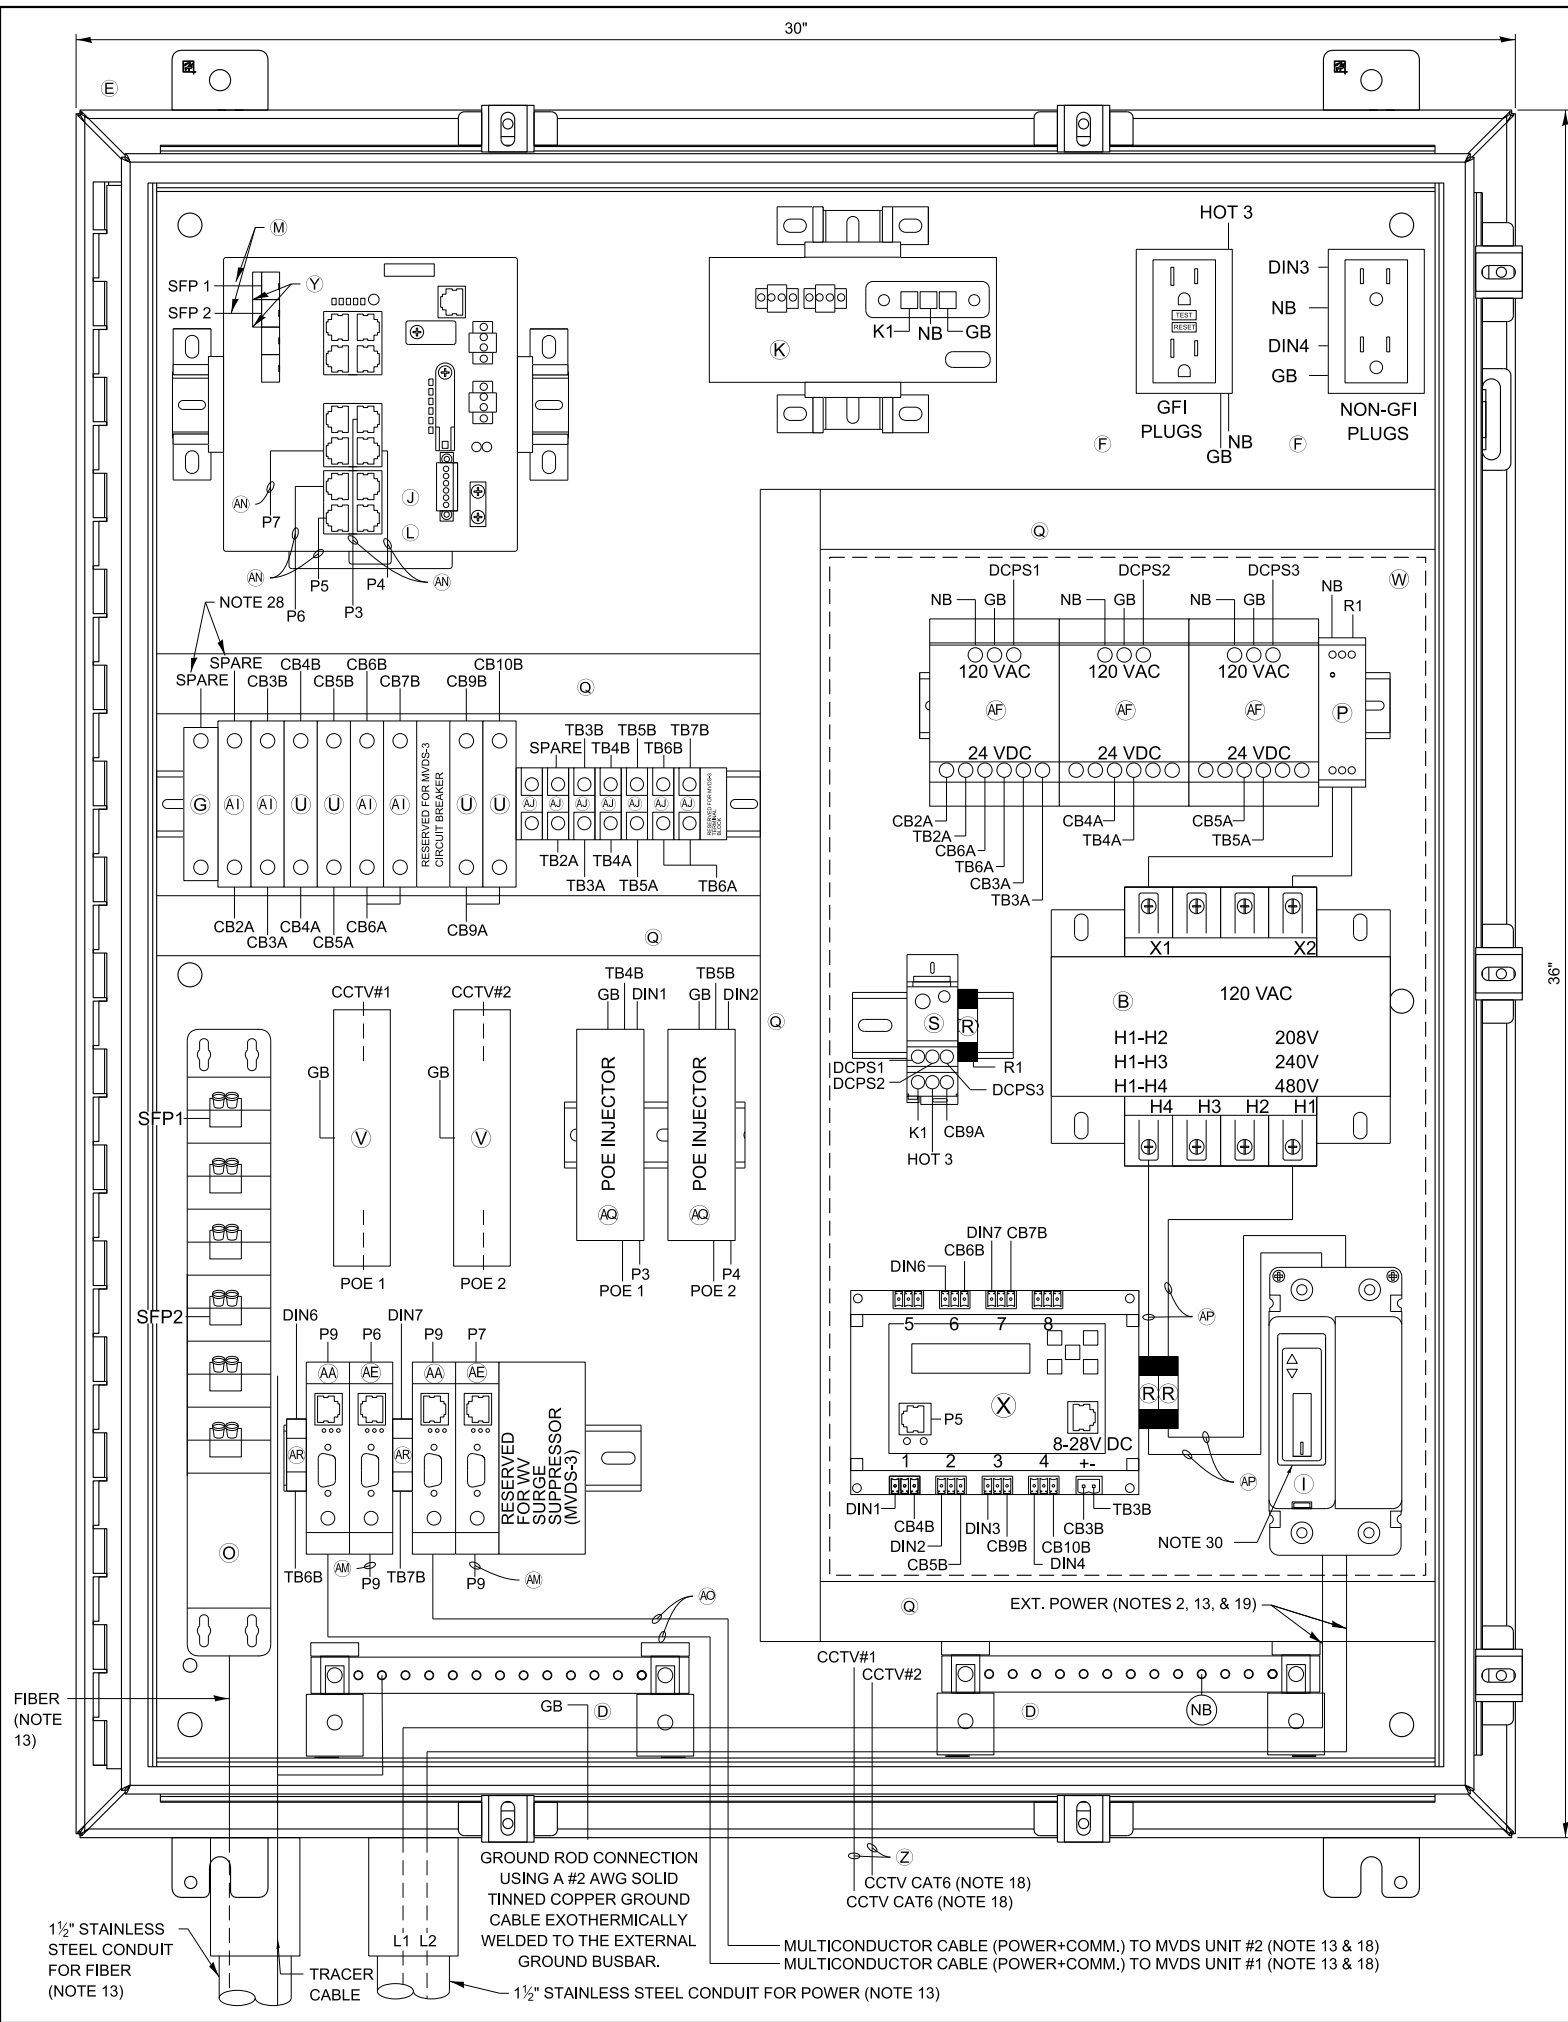 30"
E
HOT 3
M
SFP 1
Y
SFP 2
DIN3
NB
DIN4
GB
K1 NB GB
K
TEST
RESET
GFI
PLUGS
NON-GFI
PLUGS
F
NB
GB
F
AN
P7
J
L
Q
AN
P5
P4
AN
P6
P3
NOTE 28
DCPS1
DCPS2
DCPS3
NB
W
NB
GB
NB
GB
NB
GB
R1
SPARE
CB4B
CB6B
CB10B
SPARE
CB3B
CB5B
CB7B
CB9B
Q
120 VAC
120 VAC
120 VAC
AF
AF
AF
P
24 VDC
24 VDC
24 VDC
TB3B
TB5B
TB7B
SPARE
TB4B
TB6B
G
AI
AI
U
U
AI
AI
RESERVED FOR MVDS-3
CIRCUIT BREAKER
U
U
AJ
AJ
AJ
AJ
AJ
AJ
AJ
RESERVED FOR MVDS-3
TERMINAL
BLOCK
CB2A
TB2A
CB6A
TB6A
CB3A
TB3A
CB4A
TB4A
CB5A
TB5A
TB2A
TB4A
TB3A
TB5A
TB6A
CB2A
CB4A
CB6A
CB3A
CB5A
CB9A
Q
X1
X2
36"
CCTV#1
CCTV#2
TB4B
TB5B
GB
DIN1
GB
DIN2
Q
S
R
B
120 VAC
H1-H2 208V
H1-H3 240V
H1-H4 480V
H4 H3 H2 H1
DCPS1
DCPS2
R1
DCPS3
K1
CB9A
HOT 3
GB
GB
SFP1
V
V
POE INJECTOR
POE INJECTOR
AQ
AQ
POE 1
POE 2
P3
P4
POE 1
POE 2
DIN7
CB7B
CB6B
DIN6
SFP2
DIN6
DIN7
P9
P6
P9
P7
AA
AE
AA
AE
AP
5 6 7 8
X
P5
8-28V DC
R
R
1 2 3 4 +-
AR
AR
RESERVED
FOR WV
SURGE
SUPPRESSOR
(MVDS-3)
AP
I
DIN1
CB4B
DIN2
CB5B
DIN3
CB9B
CB10B
DIN4
CB3B
TB3B
NOTE 30
O
TB6B
AM
P9
TB7B
P9
AM
AO
Q
EXT. POWER (NOTES 2, 13, & 19)
CCTV#1
CCTV#2
FIBER
(NOTE
13)
GB
D
D
NB
Z
GROUND ROD CONNECTION
USING A #2 AWG SOLID
TINNED COPPER GROUND
CABLE EXOTHERMICALLY
WELDED TO THE EXTERNAL
GROUND BUSBAR.
CCTV CAT6 (NOTE 18)
CCTV CAT6 (NOTE 18)
1½" STAINLESS
STEEL CONDUIT
FOR FIBER
(NOTE 13)
L1 L2
TRACER
CABLE
MULTICONDUCTOR CABLE (POWER+COMM.) TO MVDS UNIT #2 (NOTE 13 & 18)
MULTICONDUCTOR CABLE (POWER+COMM.) TO MVDS UNIT #1 (NOTE 13 & 18)
1½" STAINLESS STEEL CONDUIT FOR POWER (NOTE 13)